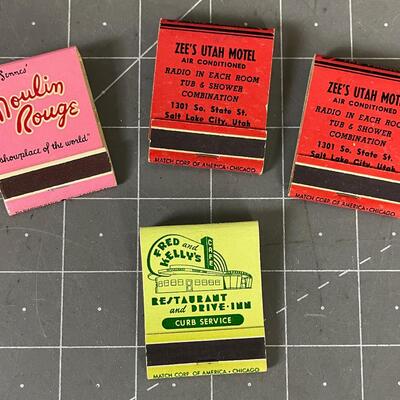 Sennes'
Moulin
Rouge
"showplace of the world"
ZEE'S UTAH MOTEL
AIR CONDITIONED
RADIO IN EACH ROOM
TUB & SHOWER
COMBINATION
1301 So. State St.
Salt Lake City, Utah
MATCH CORP OF AMERICA • CHICAGO
ZEE'S UTAH MOT
AIR CONDITIONED
RADIO IN EACH ROOM
TUB & SHOWER
COMBINATION
1301 So. State St.
Salt Lake City, Utah
MATCH CORP OF AMERICA • CHICAGO
FRED and
KELLY'S
CAFE
RESTAURANT
and DRIVE-INN
CURB SERVICE
MATCH CORP OF AMERICA • CHICAGO